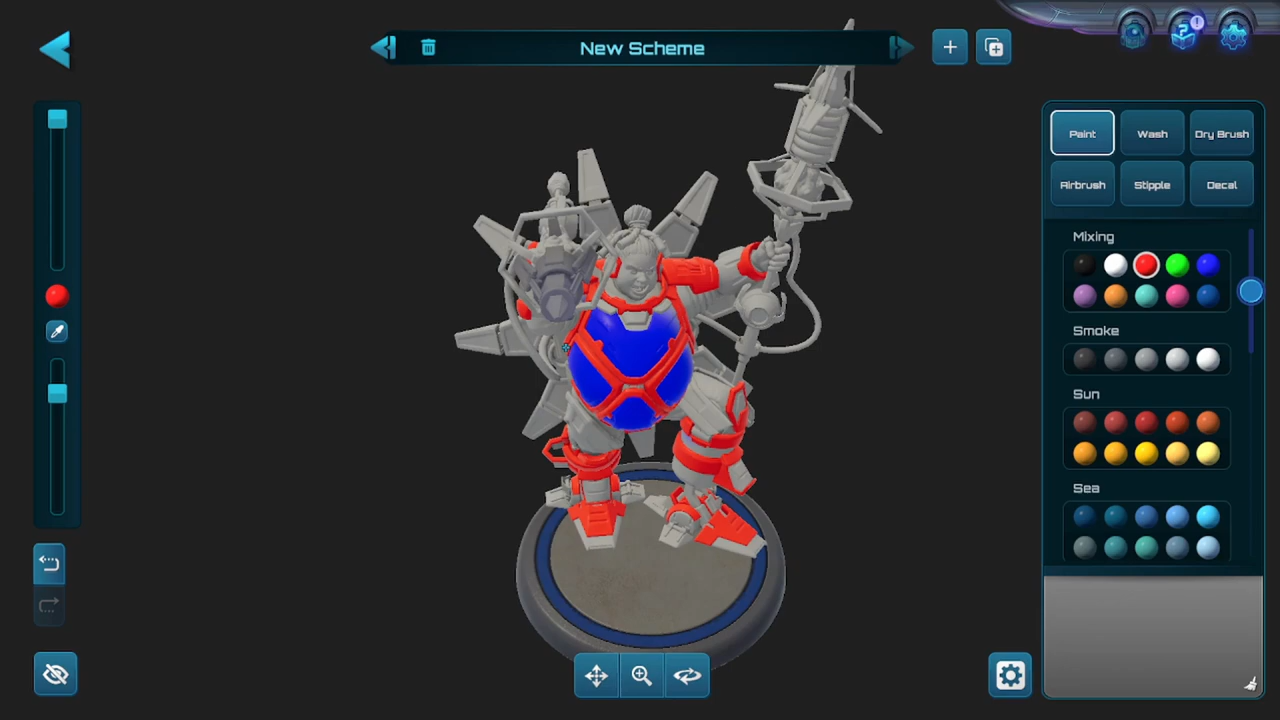 New Scheme
Paint
Wash
Dry Brush
Airbrush
Stipple
Decal
Mixing
Smoke
Sun
Sea